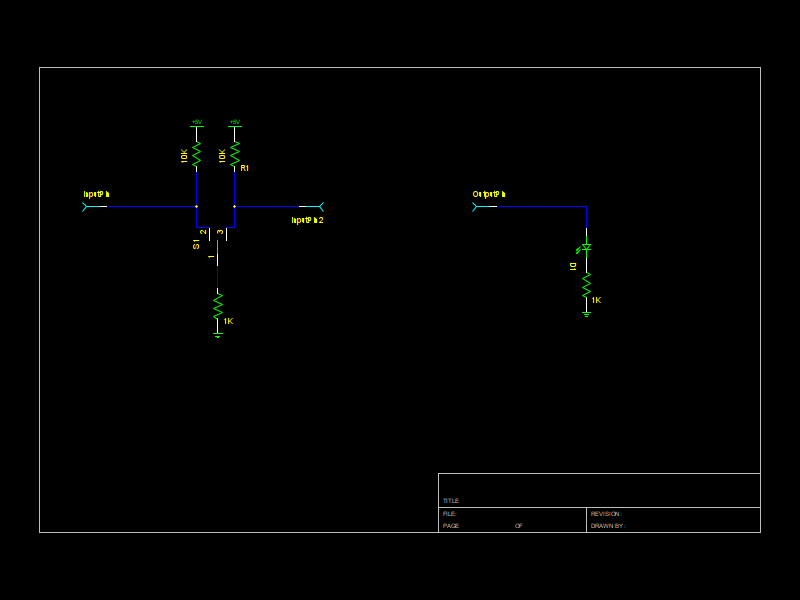 +5V +5V
10K 10K
R1
InputPin OutputPin
InputPin2
2 3
S1
1
D1
1K
1K
TITLE
FILE: REVISION:
PAGE OF DRAWN BY: